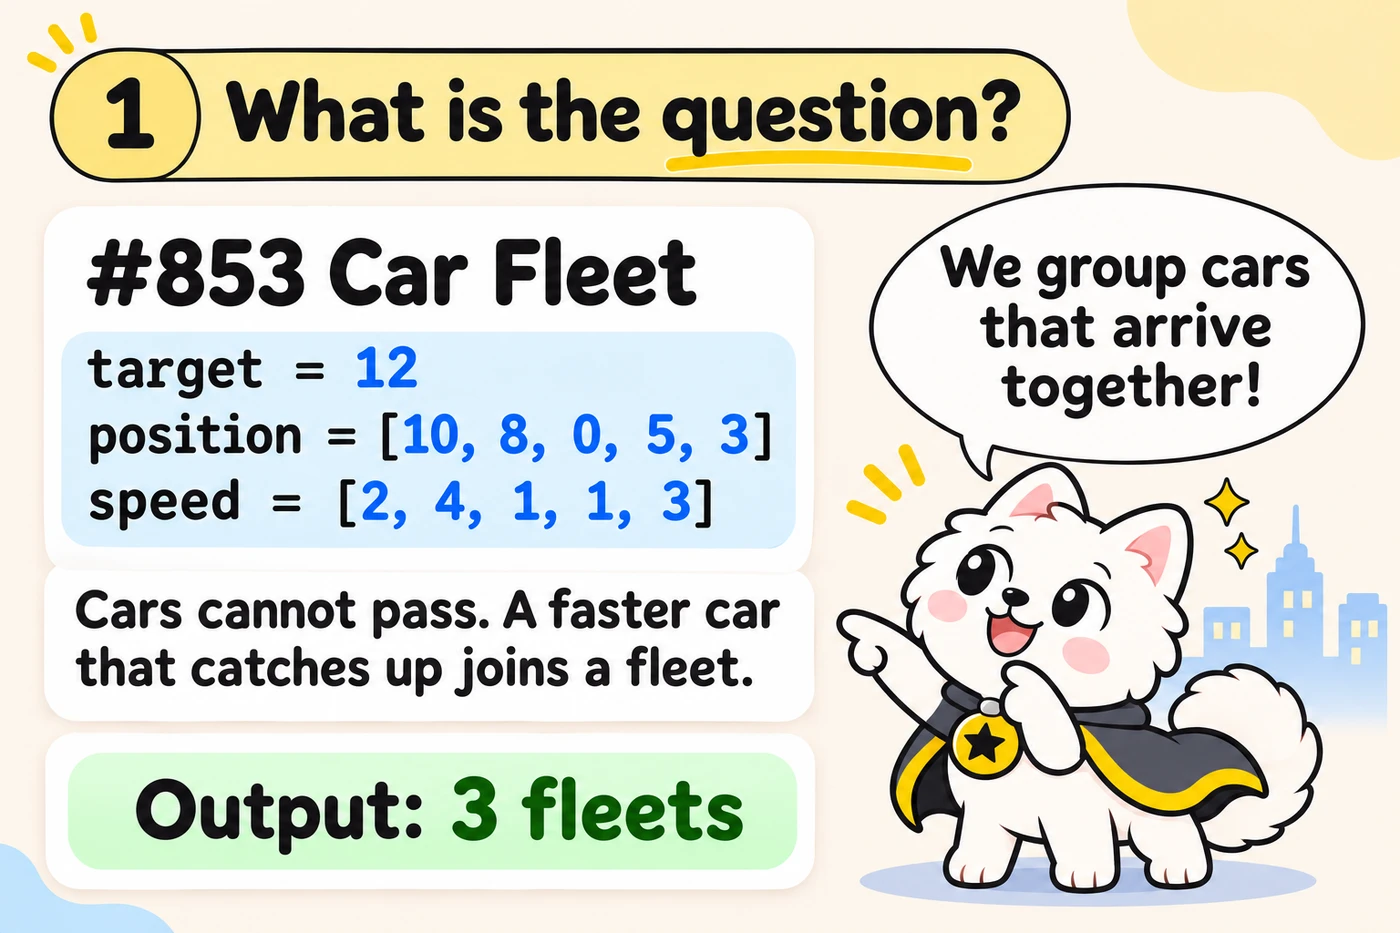 1 What is the question?
#853 Car Fleet
target = 12
position = [10, 8, 0, 5, 3]
speed = [2, 4, 1, 1, 3]
Cars cannot pass. A faster car
that catches up joins a fleet.
Output: 3 fleets
We group cars
that arrive
together!